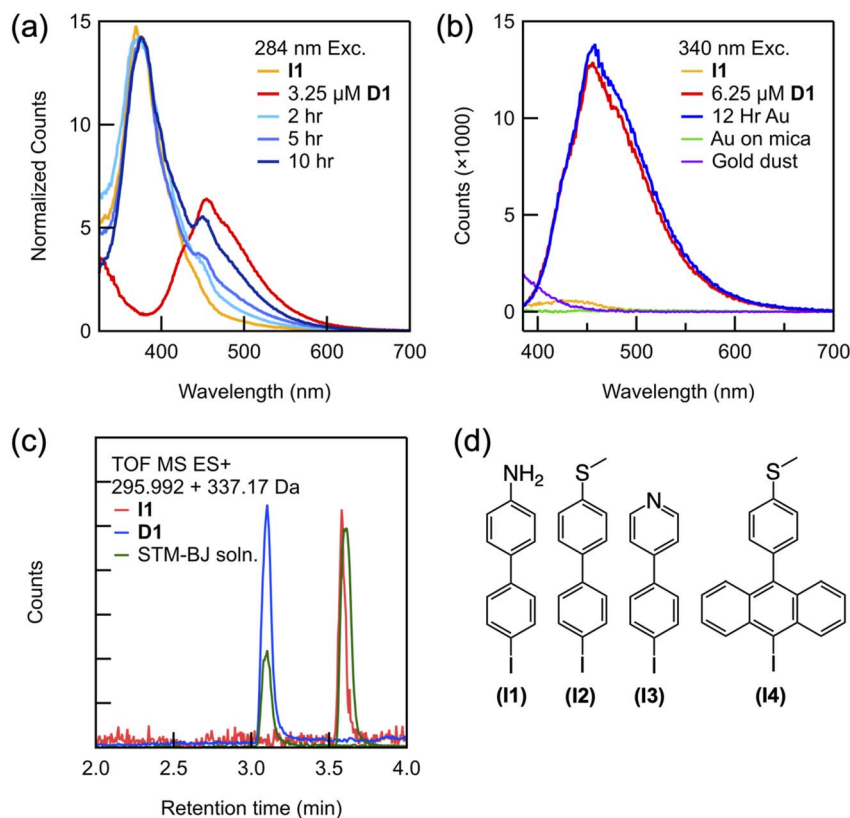 (a)
15
10
5
0
Normalized Counts
284 nm Exc.
I1
3.25 μM D1
2 hr
5 hr
10 hr
400
500
600
700
Wavelength (nm)
(b)
15
10
5
0
Counts (×1000)
340 nm Exc.
I1
6.25 μM D1
12 Hr Au
Au on mica
Gold dust
400
500
600
700
Wavelength (nm)
(c)
Counts
TOF MS ES+
295.992 + 337.17 Da
I1
D1
STM-BJ soln.
2.0
2.5
3.0
3.5
4.0
Retention time (min)
(d)
NH2
S
N
S
I
I
I
I
(I1)
(I2)
(I3)
(I4)